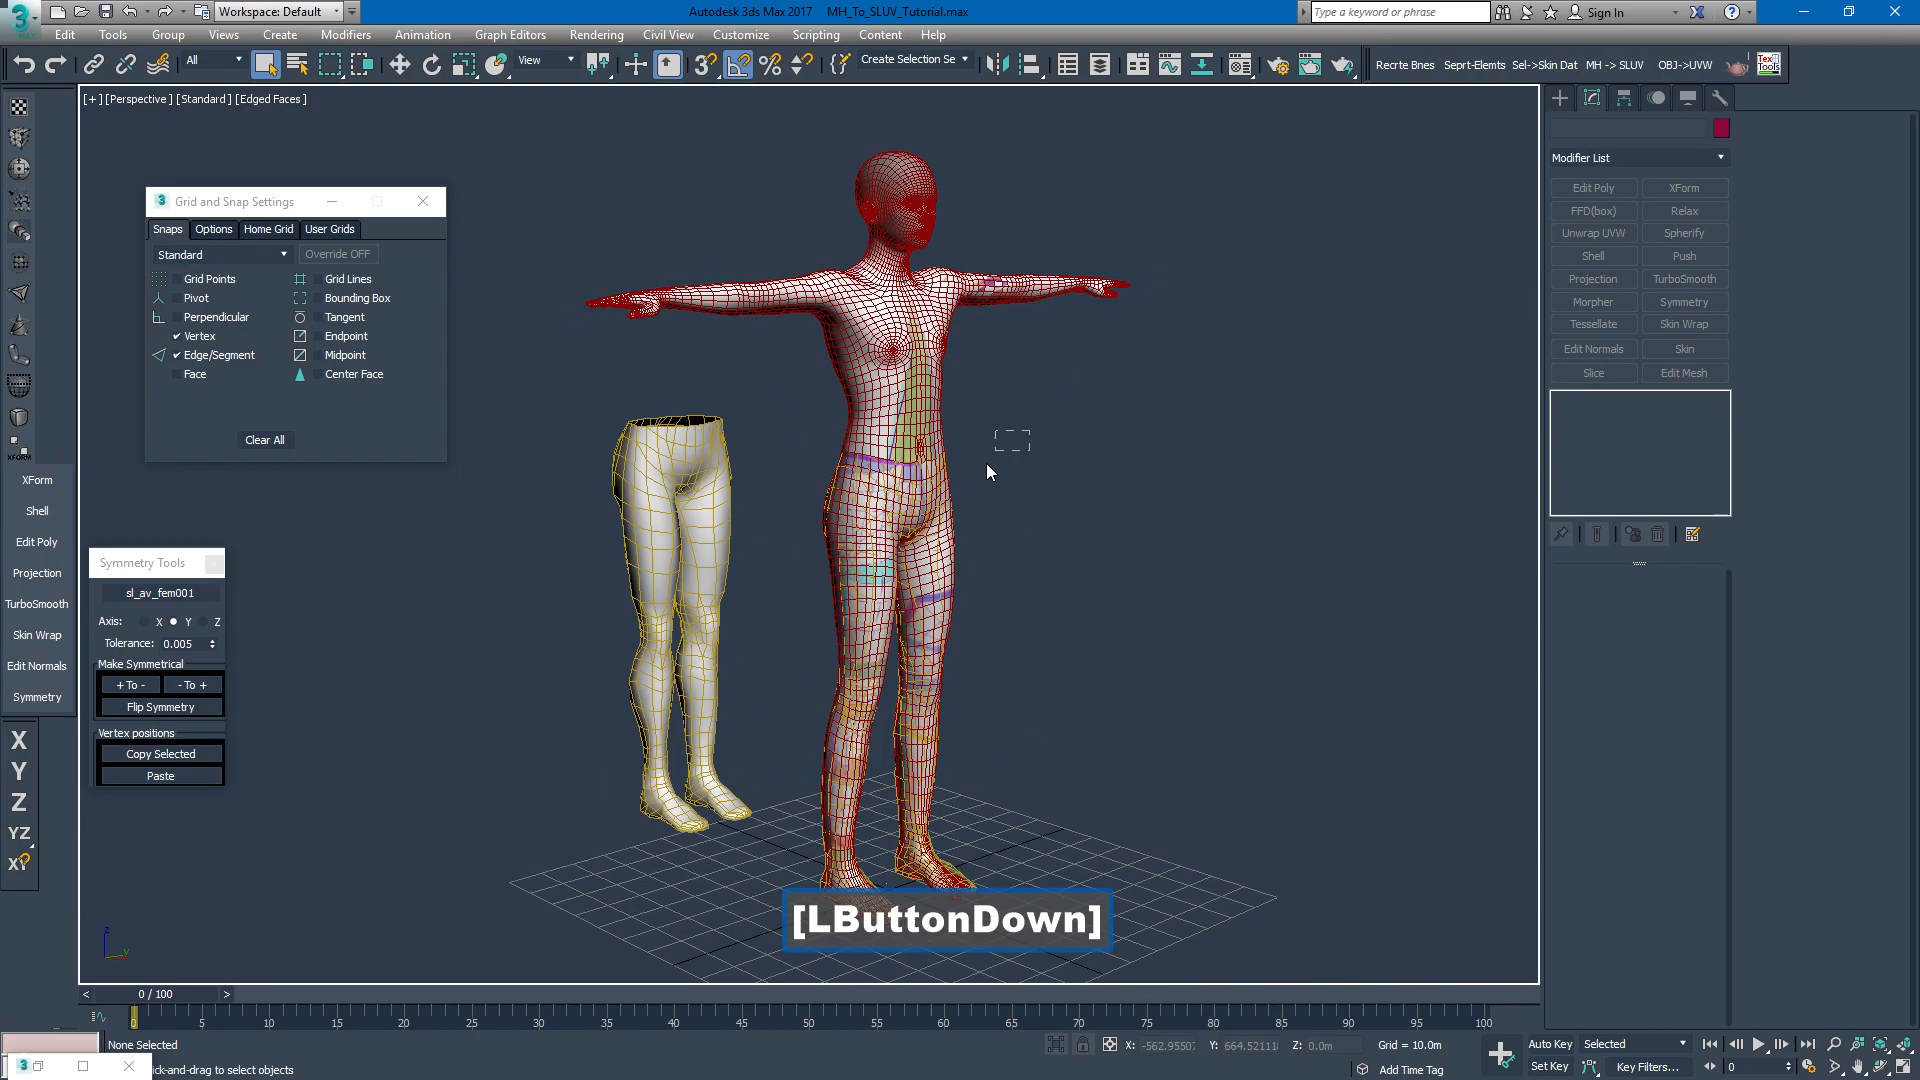 Workspace: Default
Autodesk 3ds Max 2017 MH_To_SLUV_Tutorial.max
Type a keyword or phrase
Sign In
Edit Tools Group Views Create Modifiers Animation Graph Editors Rendering Civil View Customize Scripting Content Help
All View Create Selection Se Recrte Bnes Seprt-Elemts Sel->Skin Dat MH -> SLUV OBJ->UVW
[+] [Perspective] [Standard] [Edged Faces]
Modifier List
Edit Poly XForm
FFD(box) Relax
Unwrap UVW Spherify
Shell Push
Projection TurboSmooth
Morpher Symmetry
Tessellate Skin Wrap
Edit Normals Skin
Slice Edit Mesh
Grid and Snap Settings
Snaps Options Home Grid User Grids
Standard Override OFF
Grid Points Grid Lines
Pivot Bounding Box
Perpendicular Tangent
Vertex Endpoint
Edge/Segment Midpoint
Face Center Face
Clear All
XFORM
XForm
Shell
Edit Poly
Projection
TurboSmooth
Skin Wrap
Edit Normals
Symmetry
X
Y
Z
YZ
XY
Symmetry Tools
sl_av_fem001
Axis: X Y Z
Tolerance: 0.005
Make Symmetrical
+ To - - To +
Flip Symmetry
Vertex positions
Copy Selected
Paste
[LButtonDown]
z
y
< 0 / 100 >
0 5 10 15 20 25 30 35 40 45 50 55 60 65 70 75 80 85 90 95 100
None Selected
X: -562.95507 Y: 664.52111 Z: 0.0m Grid = 10.0m
Auto Key Selected
ick-and-drag to select objects
Add Time Tag
Set Key Key Filters... 0